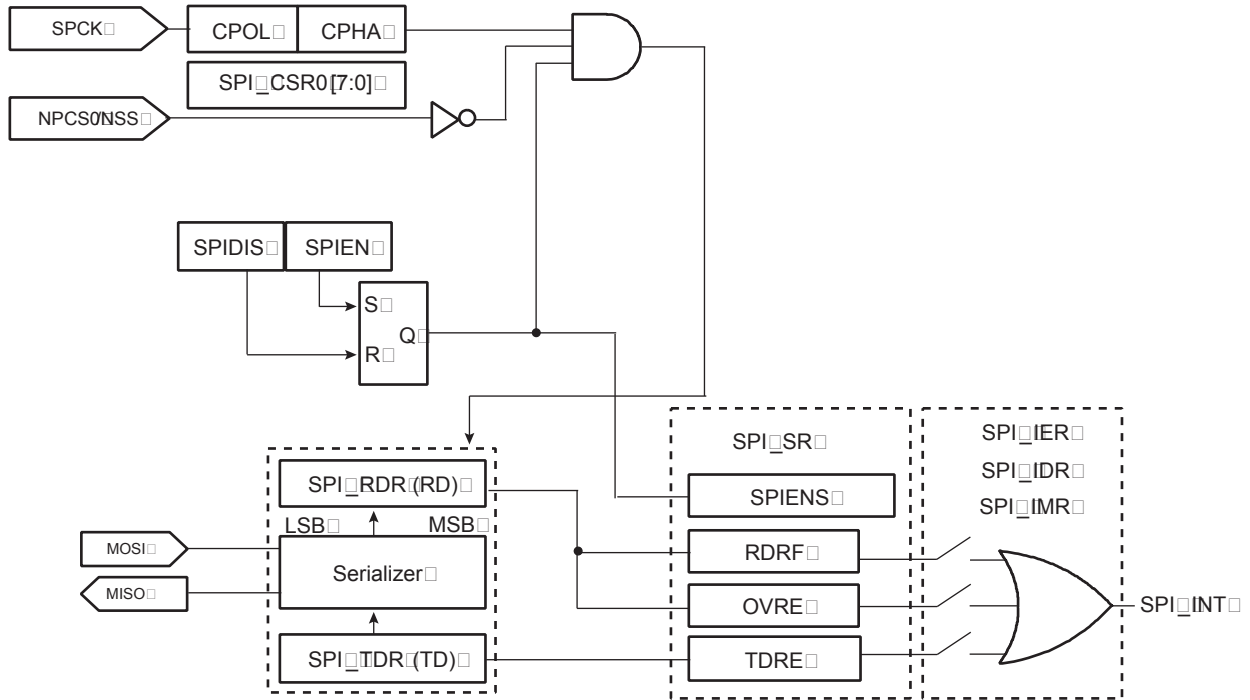 SPCK
CPOL
CPHA
SPI_CSR0[7:0]
NPCS0/NSS
SPIDIS
SPIEN
S
Q
R
SPI_SR
SPI_IER
SPI_IDR
SPI_IMR
SPI_RDR (RD)
SPIENS
LSB
MSB
MOSI
RDRF
Serializer
MISO
OVRE
SPI_INT
SPI_TDR (TD)
TDRE